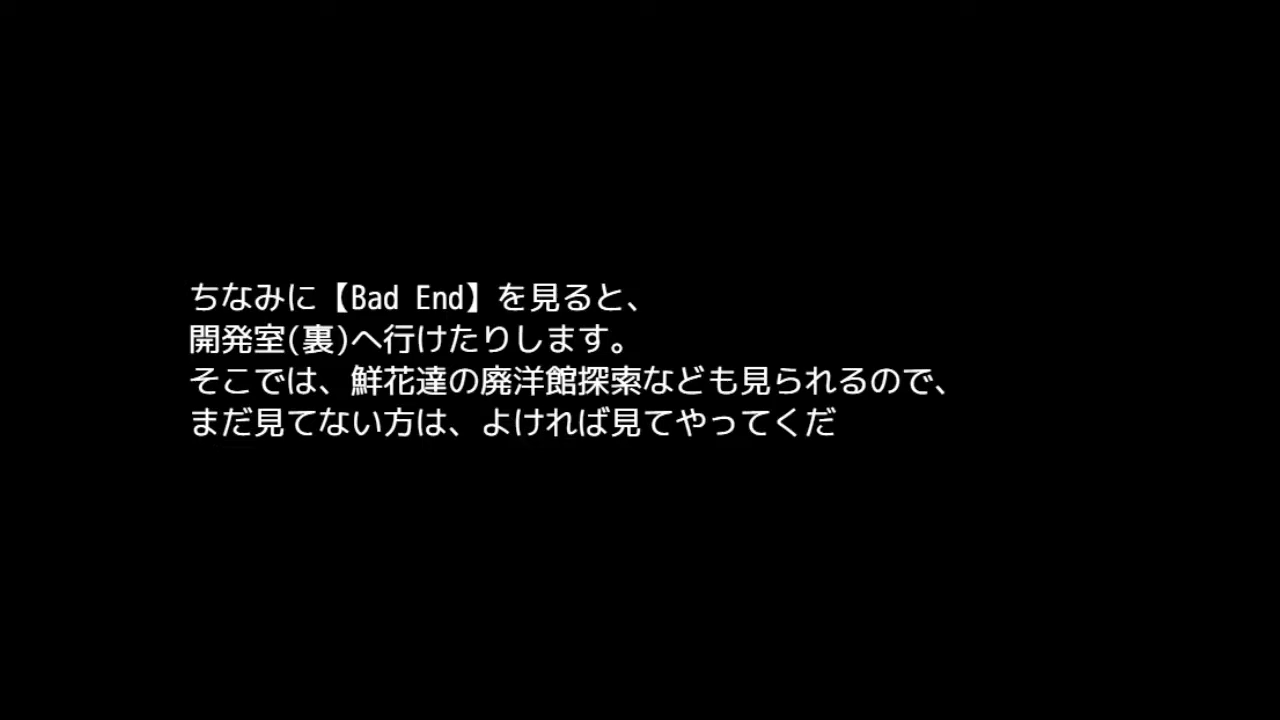 ちなみに【Bad End】を見ると、
開発室(裏)へ行けたりします。
そこでは、鮮花達の廃洋館探索なども見られるので、
まだ見てない方は、よければ見てやってくだ